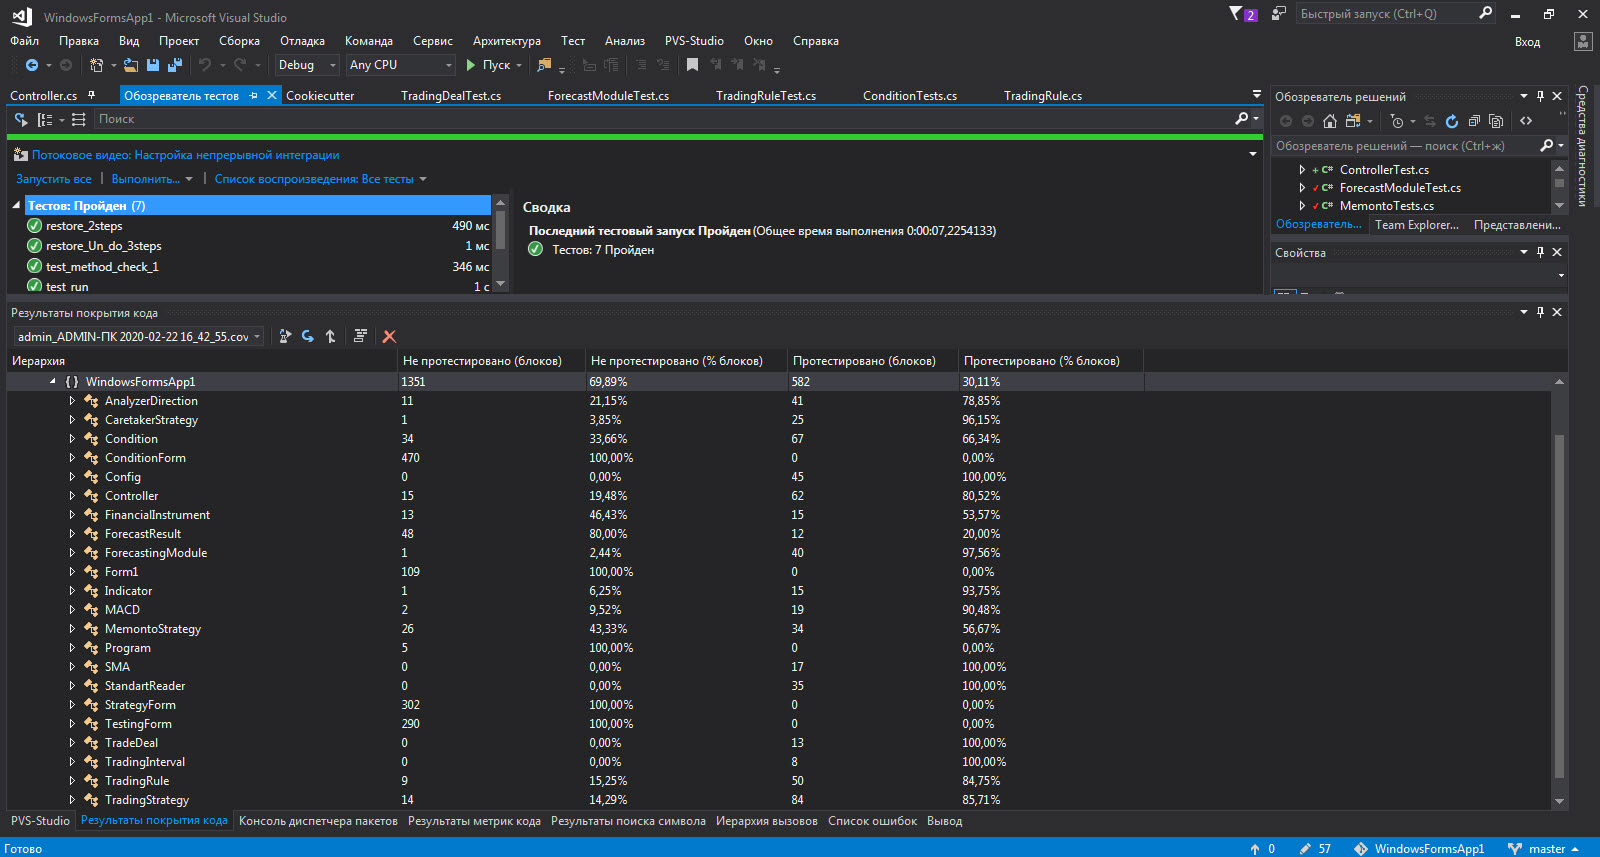 WindowsFormsApp1 - Microsoft Visual Studio
2
Быстрый запуск (Ctrl+Q)
Файл Правка Вид Проект Сборка Отладка Команда Сервис Архитектура Тест Анализ PVS-Studio Окно Справка
Вход
Debug Any CPU Пуск
Controller.cs Обозреватель тестов Cookiecutter TradingDealTest.cs ForecastModuleTest.cs TradingRuleTest.cs ConditionTests.cs TradingRule.cs
Поиск
Потоковое видео: Настройка непрерывной интеграции
Запустить все | Выполнить... | Список воспроизведения: Все тесты
Тестов: Пройден (7)
restore_2steps 490 мс
restore_Un_do_3steps 1 мс
test_method_check_1 346 мс
test_run 1 с
Сводка
Последний тестовый запуск Пройден (Общее время выполнения 0:00:07,2254133)
Тестов: 7 Пройден
Обозреватель решений
Обозреватель решений — поиск (Ctrl+ж)
C# ControllerTest.cs
C# ForecastModuleTest.cs
C# MemontoTests.cs
Обозреватель... Team Explorer... Представлени...
Свойства
Средства диагностики
Результаты покрытия кода
admin_ADMIN-ПК 2020-02-22 16_42_55.cov
Иерархия Не протестировано (блоков) Не протестировано (% блоков) Протестировано (блоков) Протестировано (% блоков)
{} WindowsFormsApp1 1351 69,89% 582 30,11%
AnalyzerDirection 11 21,15% 41 78,85%
CaretakerStrategy 1 3,85% 25 96,15%
Condition 34 33,66% 67 66,34%
ConditionForm 470 100,00% 0 0,00%
Config 0 0,00% 45 100,00%
Controller 15 19,48% 62 80,52%
FinancialInstrument 13 46,43% 15 53,57%
ForecastResult 48 80,00% 12 20,00%
ForecastingModule 1 2,44% 40 97,56%
Form1 109 100,00% 0 0,00%
Indicator 1 6,25% 15 93,75%
MACD 2 9,52% 19 90,48%
MemontoStrategy 26 43,33% 34 56,67%
Program 5 100,00% 0 0,00%
SMA 0 0,00% 17 100,00%
StandartReader 0 0,00% 35 100,00%
StrategyForm 302 100,00% 0 0,00%
TestingForm 290 100,00% 0 0,00%
TradeDeal 0 0,00% 13 100,00%
TradingInterval 0 0,00% 8 100,00%
TradingRule 9 15,25% 50 84,75%
TradingStrategy 14 14,29% 84 85,71%
PVS-Studio Результаты покрытия кода Консоль диспетчера пакетов Результаты метрик кода Результаты поиска символа Иерархия вызовов Список ошибок Вывод
Готово
0 57 WindowsFormsApp1 master